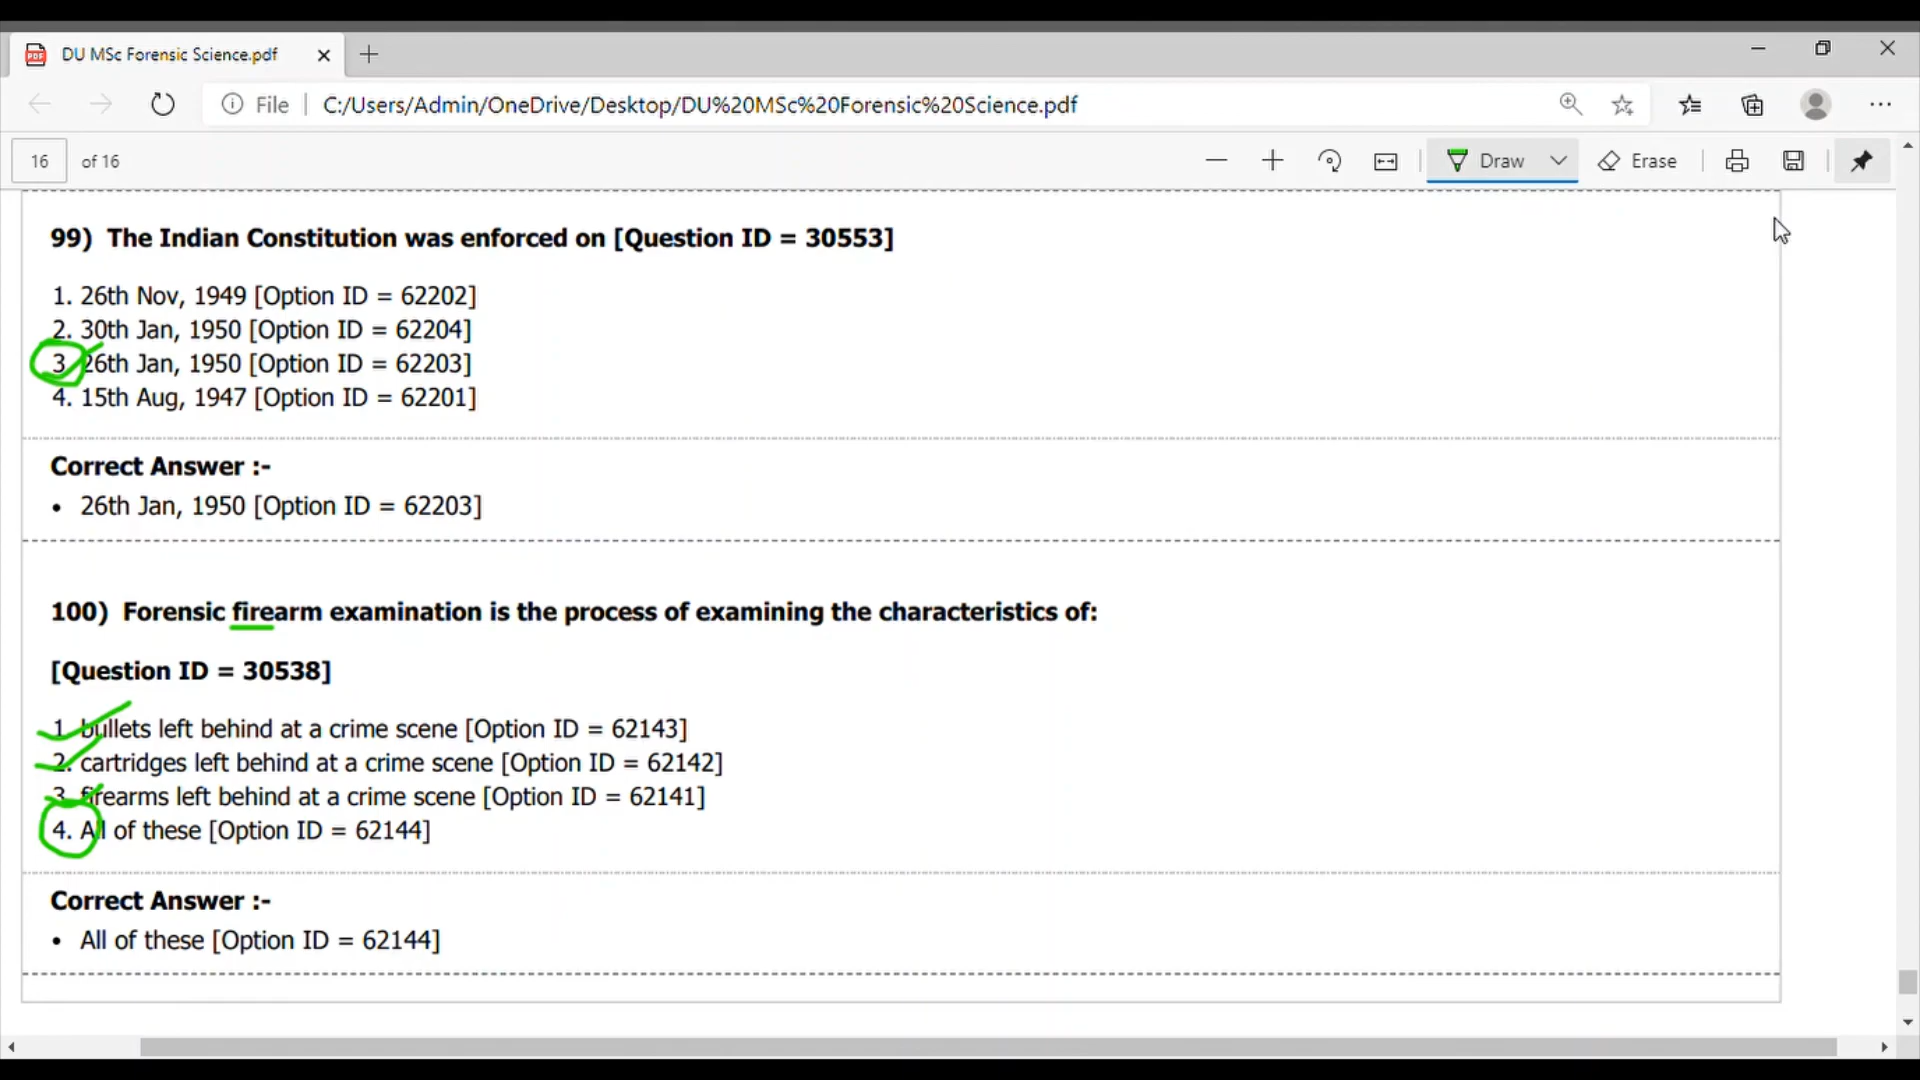 DU MSc Forensic Science.pdf
File
C:/Users/Admin/OneDrive/Desktop/DU%20MSc%20Forensic%20Science.pdf
16 of 16
Draw
Erase
99) The Indian Constitution was enforced on [Question ID = 30553]
1. 26th Nov, 1949 [Option ID = 62202]
2. 30th Jan, 1950 [Option ID = 62204]
3. 26th Jan, 1950 [Option ID = 62203]
4. 15th Aug, 1947 [Option ID = 62201]
Correct Answer :-
• 26th Jan, 1950 [Option ID = 62203]
100) Forensic firearm examination is the process of examining the characteristics of:
[Question ID = 30538]
1. bullets left behind at a crime scene [Option ID = 62143]
2. cartridges left behind at a crime scene [Option ID = 62142]
3. firearms left behind at a crime scene [Option ID = 62141]
4. All of these [Option ID = 62144]
Correct Answer :-
• All of these [Option ID = 62144]